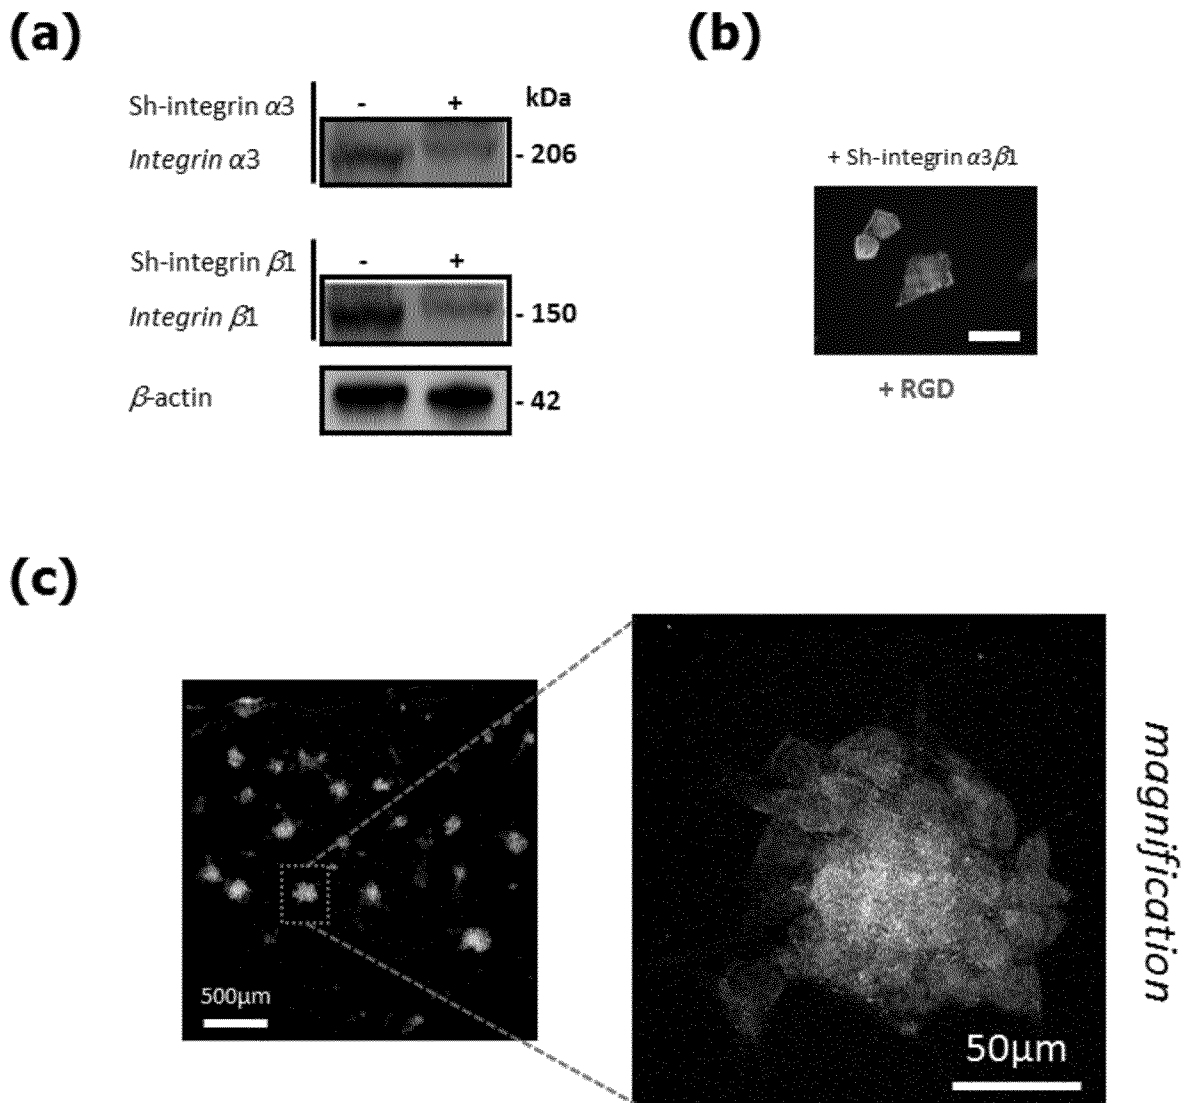 (a)
Sh-integrin α3 - + kDa
Integrin α3 - 206
Sh-integrin β1 - +
Integrin β1 - 150
β-actin - 42
(b)
+ Sh-integrin α3β1
+ RGD
(c)
500μm
50μm
magnification